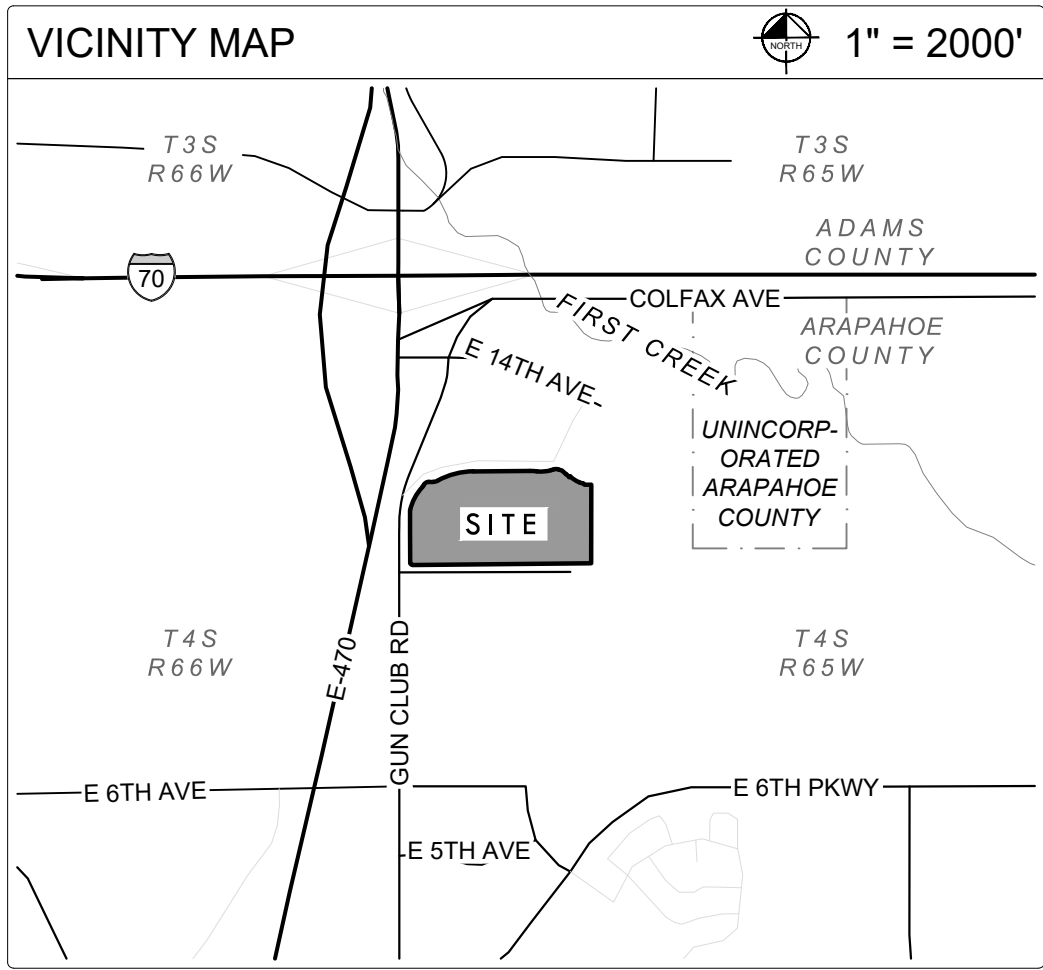 VICINITY MAP
NORTH
1" = 2000'
T3S
R66W
T3S
R65W
ADAMS
COUNTY
70
COLFAX AVE
FIRST CREEK
ARAPAHOE
COUNTY
E 14TH AVE
UNINCORP-
ORATED
ARAPAHOE
COUNTY
SITE
T4S
R66W
T4S
R65W
E-470
GUN CLUB RD
E 6TH AVE
E 6TH PKWY
E 5TH AVE